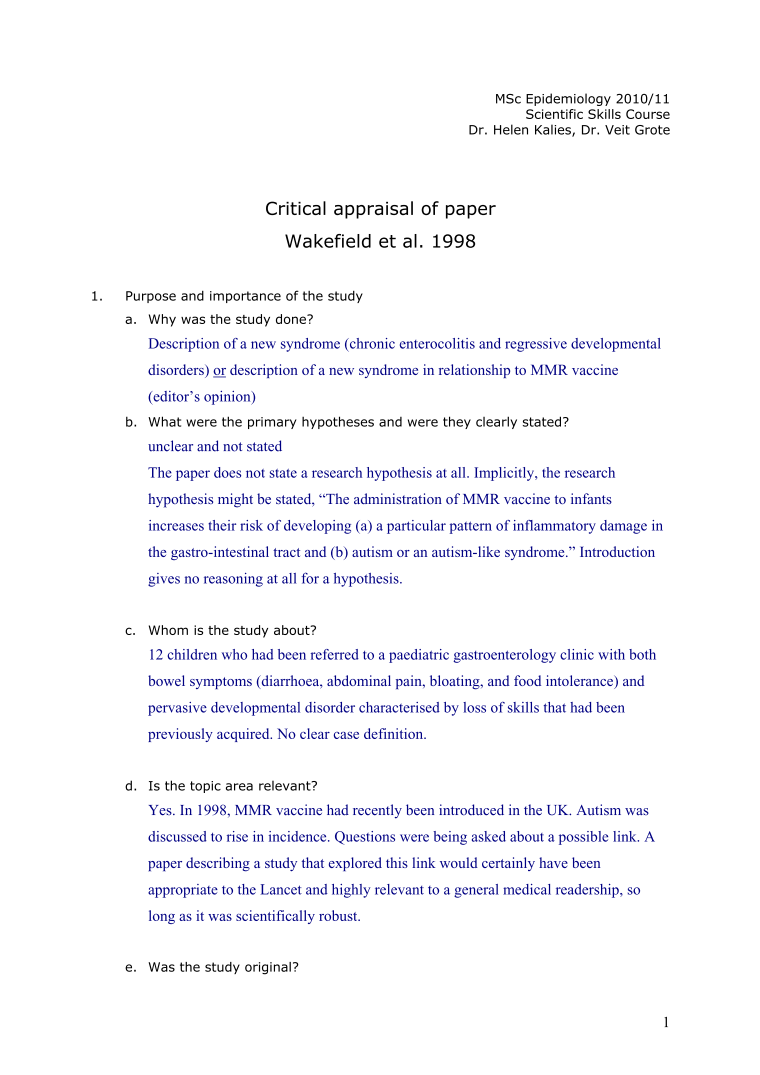 MSc Epidemiology 2010/11
Scientific Skills Course
Dr. Helen Kalies, Dr. Veit Grote
Critical appraisal of paper
Wakefield et al. 1998
1. Purpose and importance of the study
a. Why was the study done?
Description of a new syndrome (chronic enterocolitis and regressive developmental
disorders) or description of a new syndrome in relationship to MMR vaccine
(editor’s opinion)
b. What were the primary hypotheses and were they clearly stated?
unclear and not stated
The paper does not state a research hypothesis at all. Implicitly, the research
hypothesis might be stated, “The administration of MMR vaccine to infants
increases their risk of developing (a) a particular pattern of inflammatory damage in
the gastro-intestinal tract and (b) autism or an autism-like syndrome.” Introduction
gives no reasoning at all for a hypothesis.
c. Whom is the study about?
12 children who had been referred to a paediatric gastroenterology clinic with both
bowel symptoms (diarrhoea, abdominal pain, bloating, and food intolerance) and
pervasive developmental disorder characterised by loss of skills that had been
previously acquired. No clear case definition.
d. Is the topic area relevant?
Yes. In 1998, MMR vaccine had recently been introduced in the UK. Autism was
discussed to rise in incidence. Questions were being asked about a possible link. A
paper describing a study that explored this link would certainly have been
appropriate to the Lancet and highly relevant to a general medical readership, so
long as it was scientifically robust.
e. Was the study original?
1